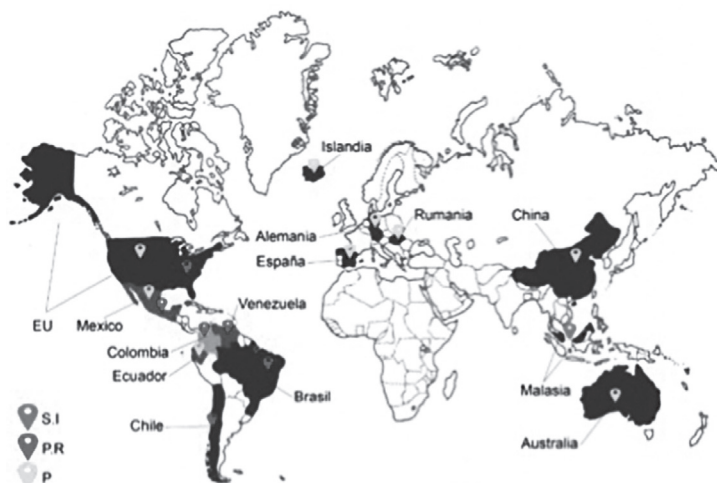 Islandia
Rumania
Alemania
China
España
EU
Mexico
Venezuela
Colombia
Ecuador
Brasil
Malasia
Chile
Australia
S.I
P.R
P